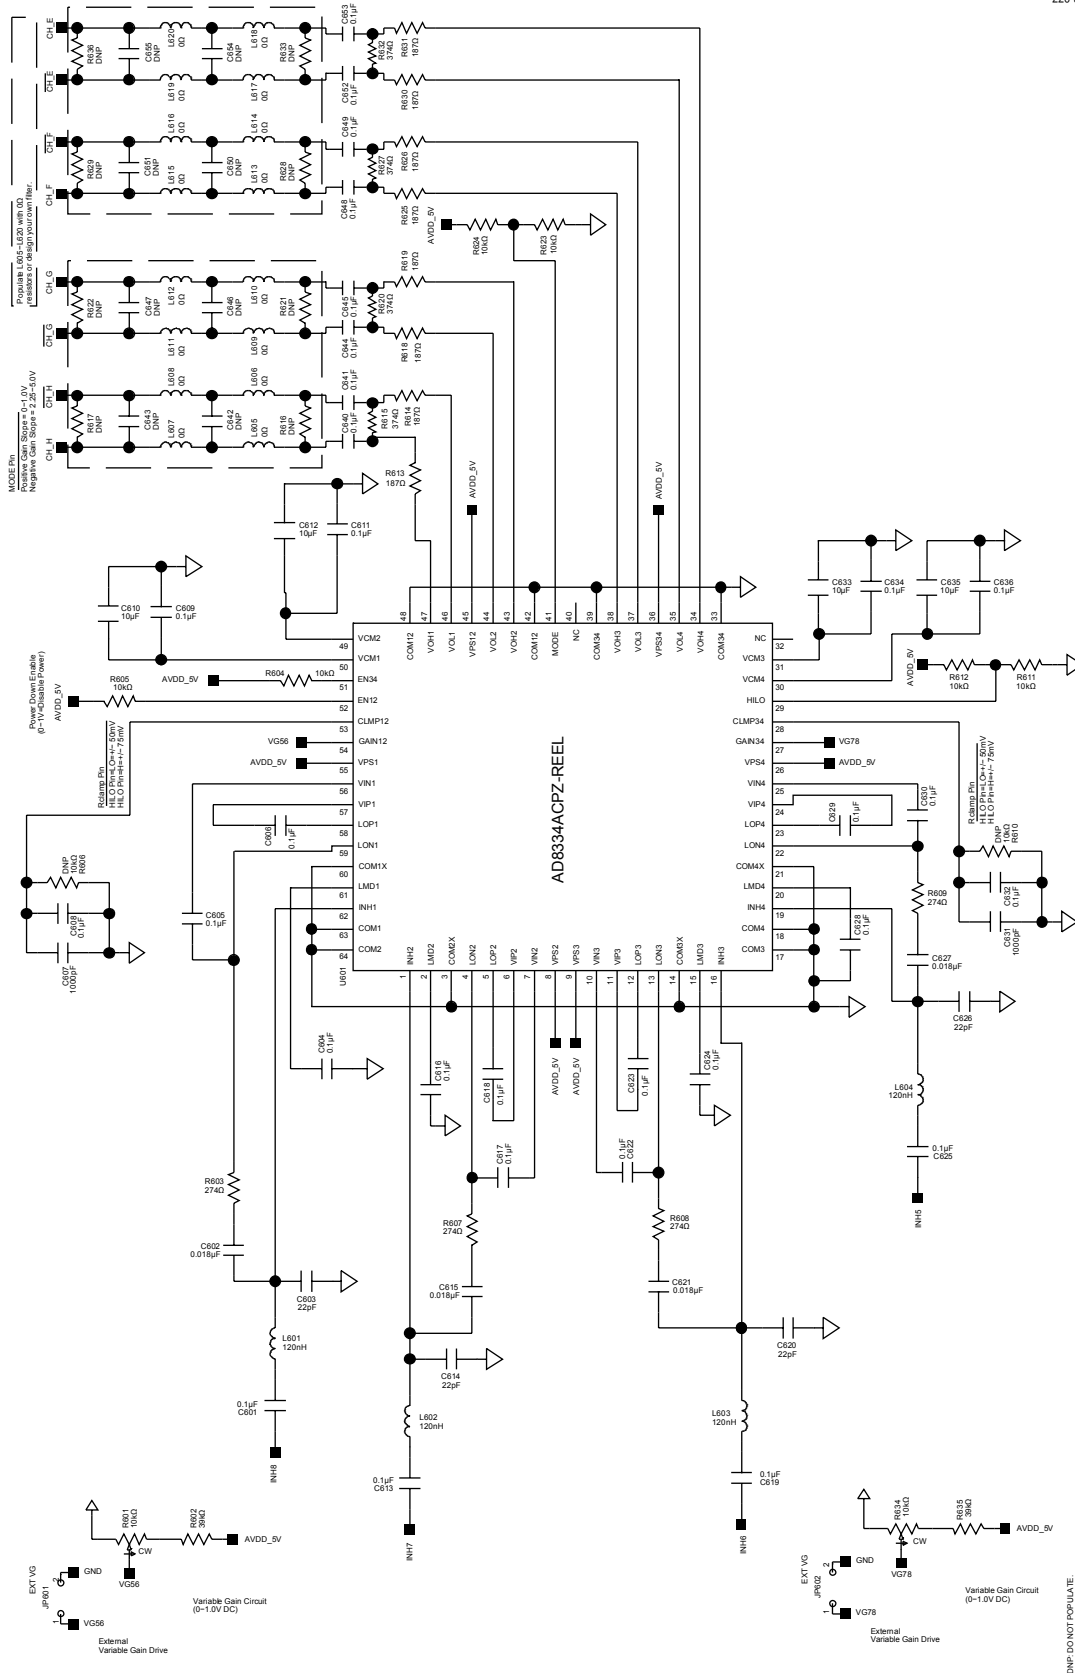 CH_E
R636
DNP
C655
DNP
L620
0Ω
C654
DNP
L618
0Ω
R633
DNP
C653
0.1µF
R632
374Ω
R631
187Ω
CH_E
L619
0Ω
L617
0Ω
C652
0.1µF
R630
187Ω
CH_F
R629
DNP
C651
DNP
L616
0Ω
C650
DNP
L614
0Ω
R628
DNP
C649
0.1µF
R627
374Ω
R626
187Ω
CH_F
L615
0Ω
L613
0Ω
C648
0.1µF
R625
187Ω
Populate L605–L620 with 0Ω
resistors or design your own filter.
AVDD_5V
R624
10kΩ
R623
10kΩ
CH_G
R622
DNP
C647
DNP
L612
0Ω
C646
DNP
L610
0Ω
R621
DNP
C645
0.1µF
R620
374Ω
R619
187Ω
CH_G
L611
0Ω
L609
0Ω
C644
0.1µF
R618
187Ω
CH_H
R617
DNP
C643
DNP
L608
0Ω
C642
DNP
L606
0Ω
R616
DNP
C641
0.1µF
R615
374Ω
R614
187Ω
CH_H
L607
0Ω
L605
0Ω
C640
0.1µF
R613
187Ω
MODE Pin
Positive Gain Slope = 0–1.0V
Negative Gain Slope = 2.25–5.0V
AVDD_5V
AVDD_5V
C612
10µF
C611
0.1µF
C610
10µF
C609
0.1µF
C633
10µF
C634
0.1µF
C635
10µF
C636
0.1µF
48
47
46
45
44
43
42
41
40
39
38
37
36
35
34
33
COM12
VOH1
VOL1
VPS12
VOL2
VOH2
COM12
MODE
NC
COM34
VOH3
VOL3
VPS34
VOL4
VOH4
COM34
49
VCM2
50
VCM1
51
EN34
52
EN12
53
CLMP12
54
GAIN12
55
VPS1
56
VIN1
57
VIP1
58
LOP1
59
LON1
60
COM1X
61
LMD1
62
INH1
63
COM1
64
COM2
NC
32
VCM3
31
VCM4
30
HILO
29
CLMP34
28
GAIN34
27
VPS4
26
VIN4
25
VIP4
24
LOP4
23
LON4
22
COM4X
21
LMD4
20
INH4
19
COM4
18
COM3
17
AD8334ACPZ-REEL
U601
INH2
LMD2
COM2X
LON2
LOP2
VIP2
VIN2
VPS2
VPS3
VIN3
VIP3
LOP3
LON3
COM3X
LMD3
INH3
1
2
3
4
5
6
7
8
9
10
11
12
13
14
15
16
Power Down Enable
(0–1V=Disable Power)
AVDD_5V
R605
10kΩ
AVDD_5V
R604
10kΩ
VG56
AVDD_5V
Rclamp Pin
HILO Pin=LO=+/– 50mV
HILO Pin=H=+/– 75mV
DNP
10kΩ
R606
C608
0.1µF
C607
1000pF
C606
0.1µF
C605
0.1µF
C604
0.1µF
R603
274Ω
C602
0.018µF
C603
22pF
L601
120nH
0.1µF
C601
INH8
C616
0.1µF
C618
0.1µF
C617
0.1µF
R607
274Ω
C615
0.018µF
C614
22pF
L602
120nH
0.1µF
C613
INH7
AVDD_5V
AVDD_5V
C623
0.1µF
0.1µF
C622
C624
0.1µF
R608
274Ω
C621
0.018µF
C620
22pF
L603
120nH
0.1µF
C619
INH6
AVDD_5V
R612
10kΩ
R611
10kΩ
VG78
AVDD_5V
Rclamp Pin
HILO Pin=LO=+/– 50mV
HILO Pin=H=+/– 75mV
C630
0.1µF
C629
0.1µF
DNP
10kΩ
R610
C632
0.1µF
C631
1000pF
R609
274Ω
C628
0.1µF
C627
0.018µF
C626
22pF
L604
120nH
0.1µF
C625
INH5
R601
10kΩ
R602
39kΩ
AVDD_5V
CW
VG56
EXT VG
JP601
2
1
GND
VG56
Variable Gain Circuit
(0–1.0V DC)
External
Variable Gain Drive
R634
10kΩ
R635
39kΩ
AVDD_5V
CW
VG78
EXT VG
JP602
2
1
GND
VG78
Variable Gain Circuit
(0–1.0V DC)
External
Variable Gain Drive
DNP: DO NOT POPULATE.